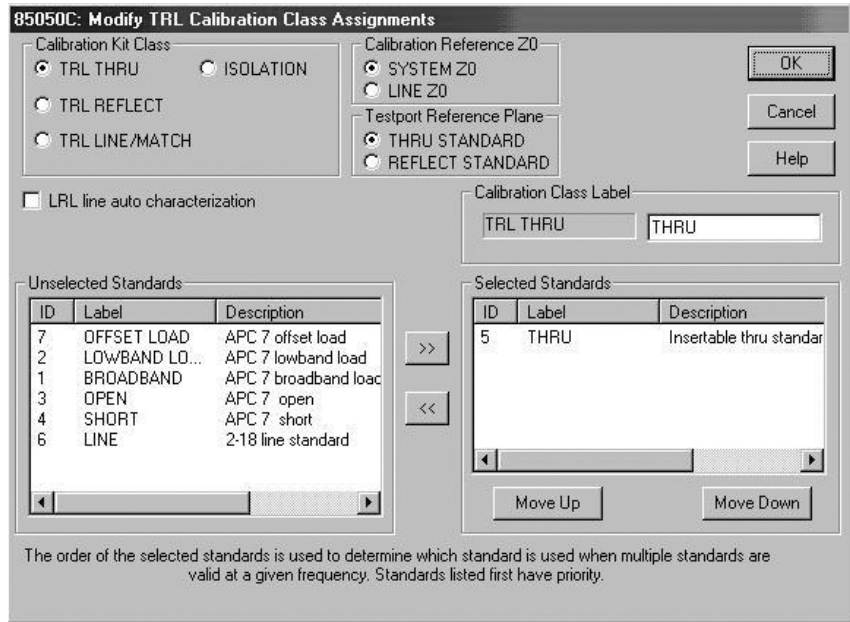 85050C: Modify TRL Calibration Class Assignments
Calibration Kit Class
TRL THRU
ISOLATION
TRL REFLECT
TRL LINE/MATCH
Calibration Reference Z0
SYSTEM Z0
LINE Z0
Testport Reference Plane
THRU STANDARD
REFLECT STANDARD
OK
Cancel
Help
LRL line auto characterization
Calibration Class Label
TRL THRU
THRU
Unselected Standards
ID Label Description
7 OFFSET LOAD APC 7 offset load
2 LOWBAND LO... APC 7 lowband load
1 BROADBAND APC 7 broadband loac
3 OPEN APC 7 open
4 SHORT APC 7 short
6 LINE 2-18 line standard
>>
<<
Selected Standards
ID Label Description
5 THRU Insertable thru standar
Move Up
Move Down
The order of the selected standards is used to determine which standard is used when multiple standards are
valid at a given frequency. Standards listed first have priority.